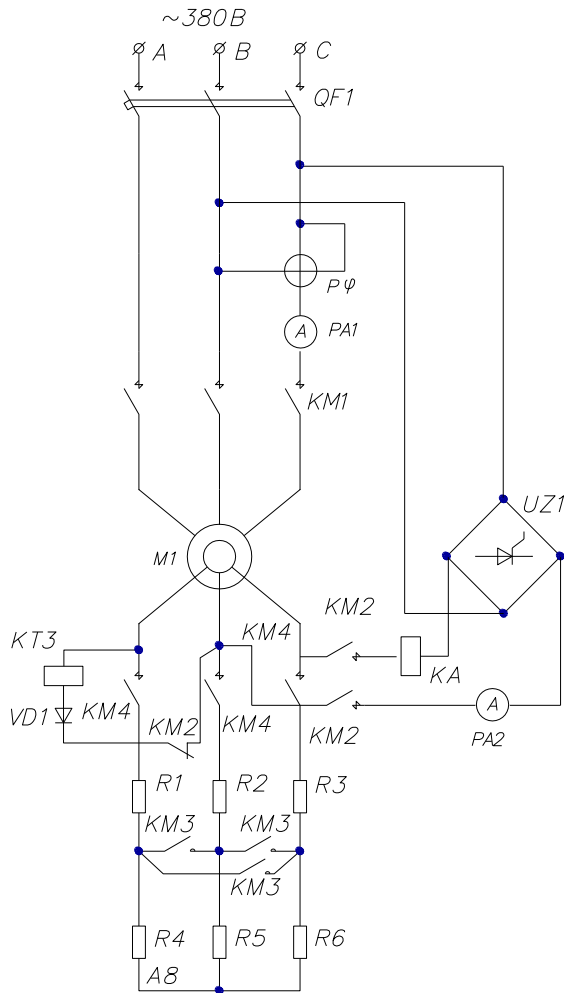 ~380В
A
B
C
QF1
Pφ
A
PA1
KM1
UZ1
M1
KM2
KM4
KT3
KA
VD1
KM4
KM2
KM4
A
KM2
PA2
R1
R2
R3
KM3
KM3
KM3
R4
R5
R6
A8